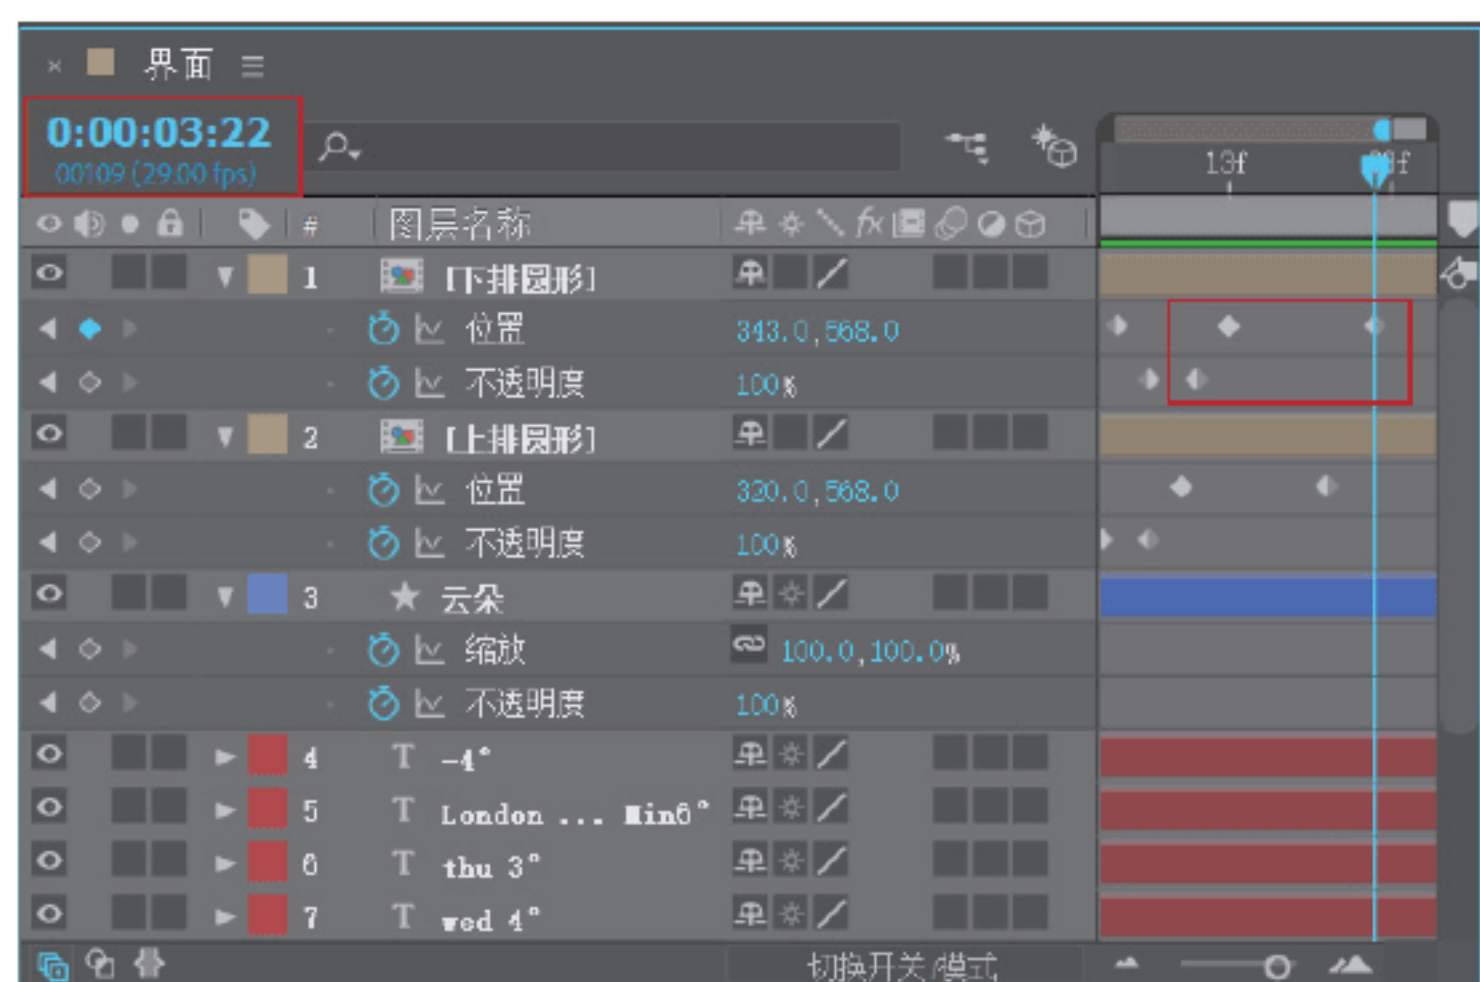 界面
0:00:03:22
00109 (29.00 fps)
13f
# 图层名称 fx
1 [下排圆形]
位置 343.0,568.0
不透明度 100%
2 [上排圆形]
位置 320.0,568.0
不透明度 100%
3 云朵
缩放 100.0,100.0%
不透明度 100%
4 T -4°
5 T London ... Min6°
6 T thu 3°
7 T wed 4°
切换开关/模式